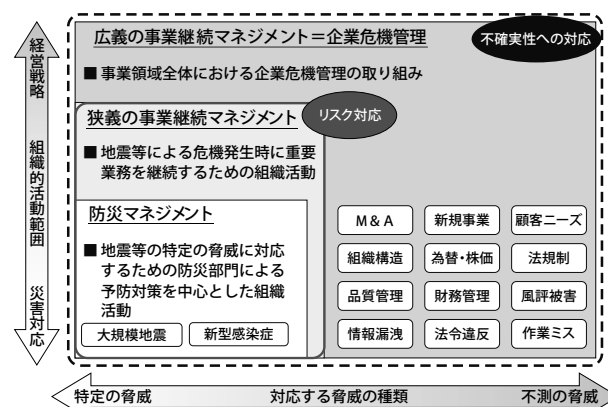 経営戦略
組織的活動範囲
災害対応
広義の事業継続マネジメント＝企業危機管理
不確実性への対応
■ 事業領域全体における企業危機管理の取り組み
狭義の事業継続マネジメント
リスク対応
■ 地震等による危機発生時に重要
業務を継続するための組織活動
防災マネジメント
■ 地震等の特定の脅威に対応
するための防災部門による
予防対策を中心とした組織
活動
大規模地震
新型感染症
M & A
新規事業
顧客ニーズ
組織構造
為替・株価
法規制
品質管理
財務管理
風評被害
情報漏洩
法令違反
作業ミス
特定の脅威
対応する脅威の種類
不測の脅威